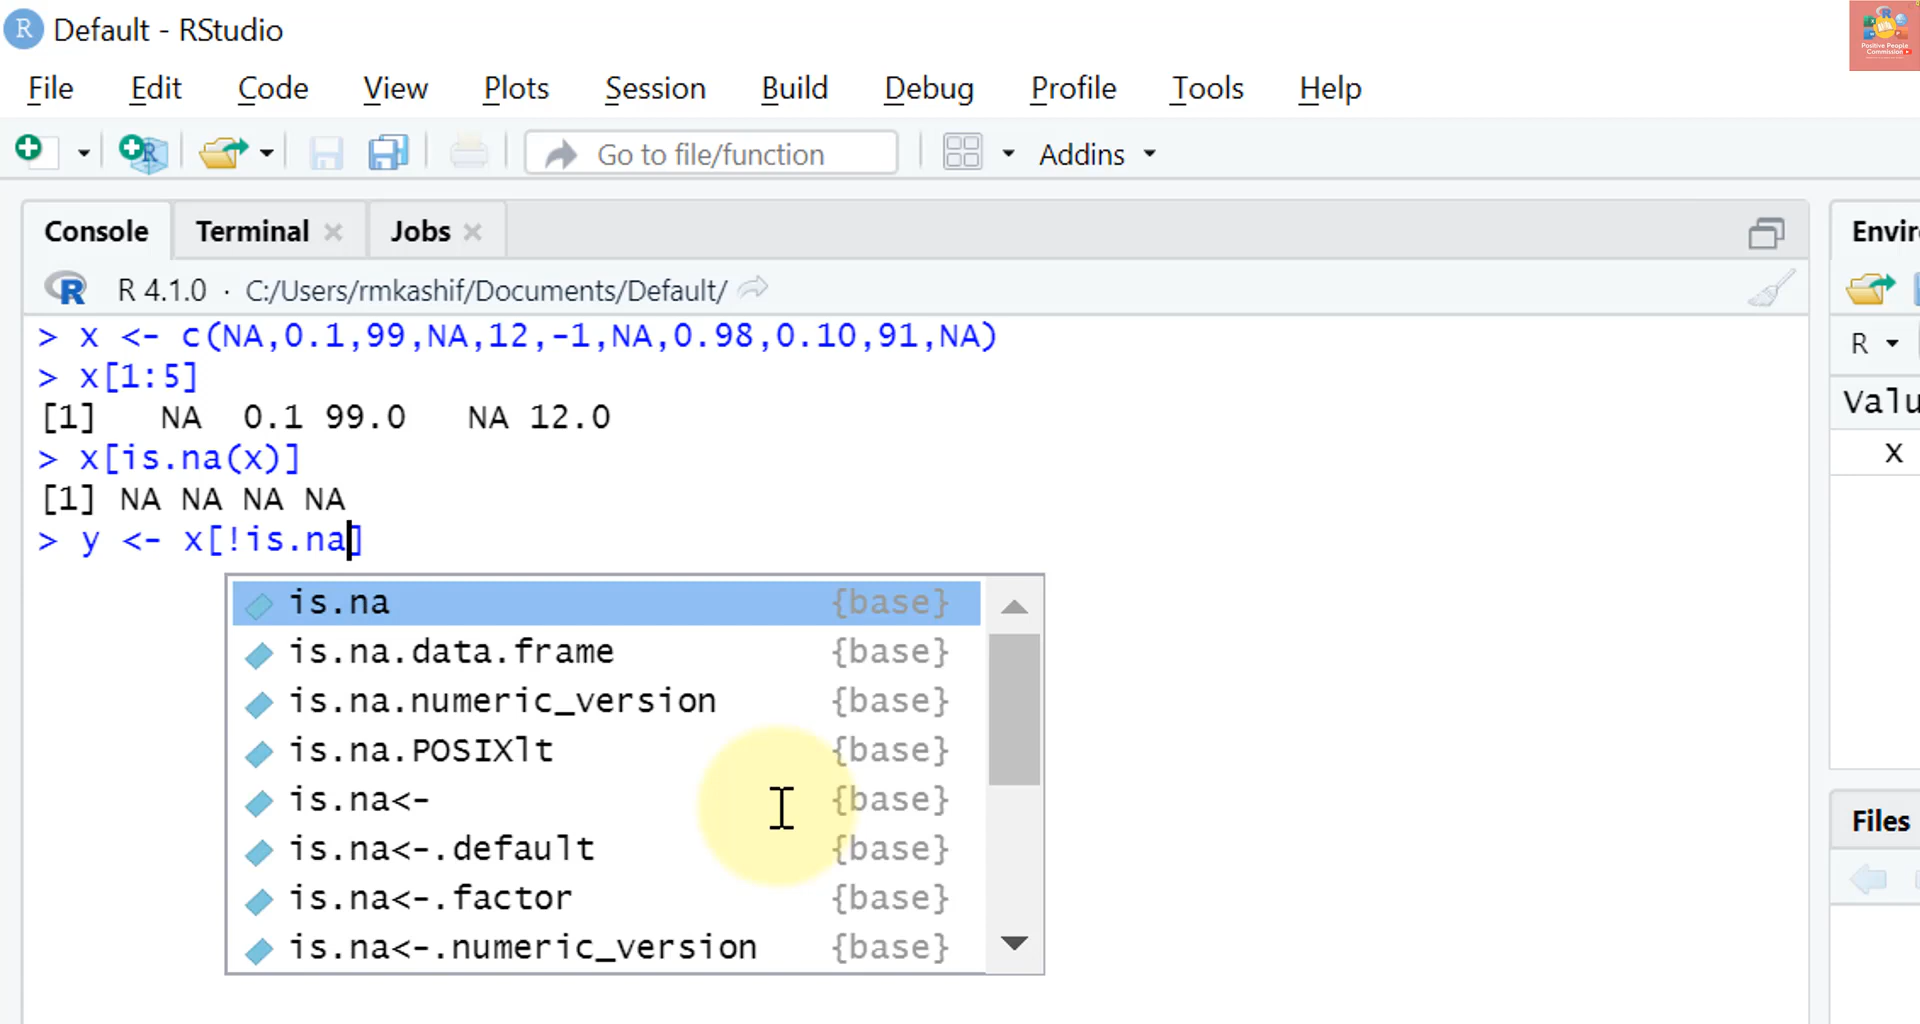 Default - RStudio
Positive People
Commission
File Edit Code View Plots Session Build Debug Profile Tools Help
Go to file/function Addins
Console Terminal Jobs
R 4.1.0 · C:/Users/rmkashif/Documents/Default/
> x <- c(NA,0.1,99,NA,12,-1,NA,0.98,0.10,91,NA)
> x[1:5]
[1] NA 0.1 99.0 NA 12.0
> x[is.na(x)]
[1] NA NA NA NA
> y <- x[!is.na]
is.na {base}
is.na.data.frame {base}
is.na.numeric_version {base}
is.na.POSIXlt {base}
is.na<- {base}
is.na<-.default {base}
is.na<-.factor {base}
is.na<-.numeric_version {base}
Enviro
R
Valu
x
Files